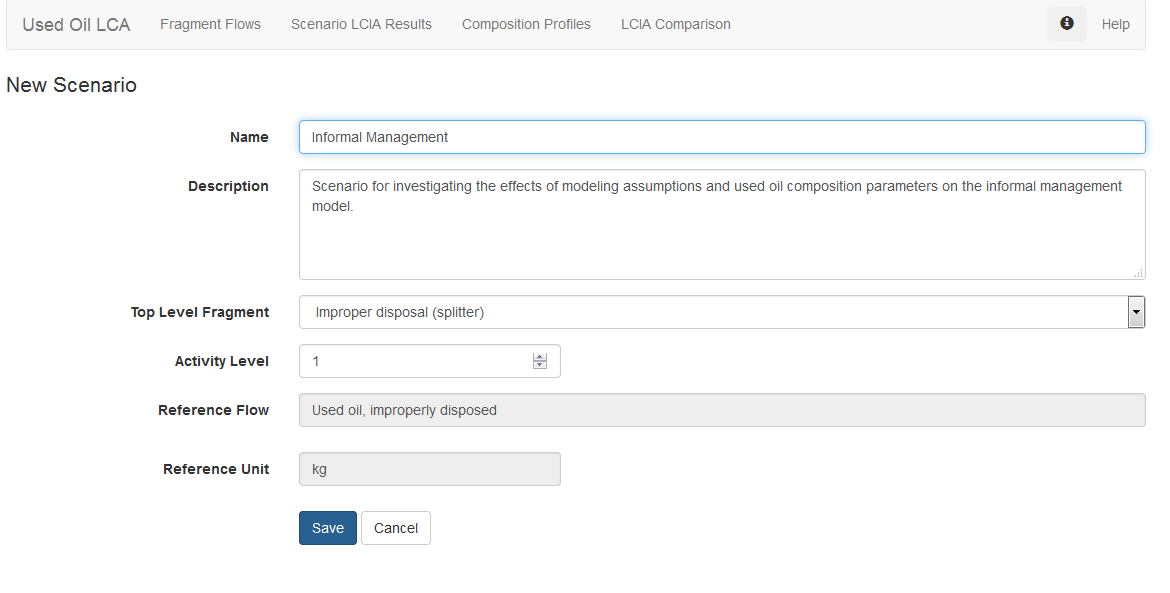 Used Oil LCA Fragment Flows Scenario LCIA Results Composition Profiles LCIA Comparison Help
New Scenario
Name Informal Management
Description Scenario for investigating the effects of modeling assumptions and used oil composition parameters on the informal management
model.
Top Level Fragment Improper disposal (splitter)
Activity Level 1
Reference Flow Used oil, improperly disposed
Reference Unit kg
Save Cancel